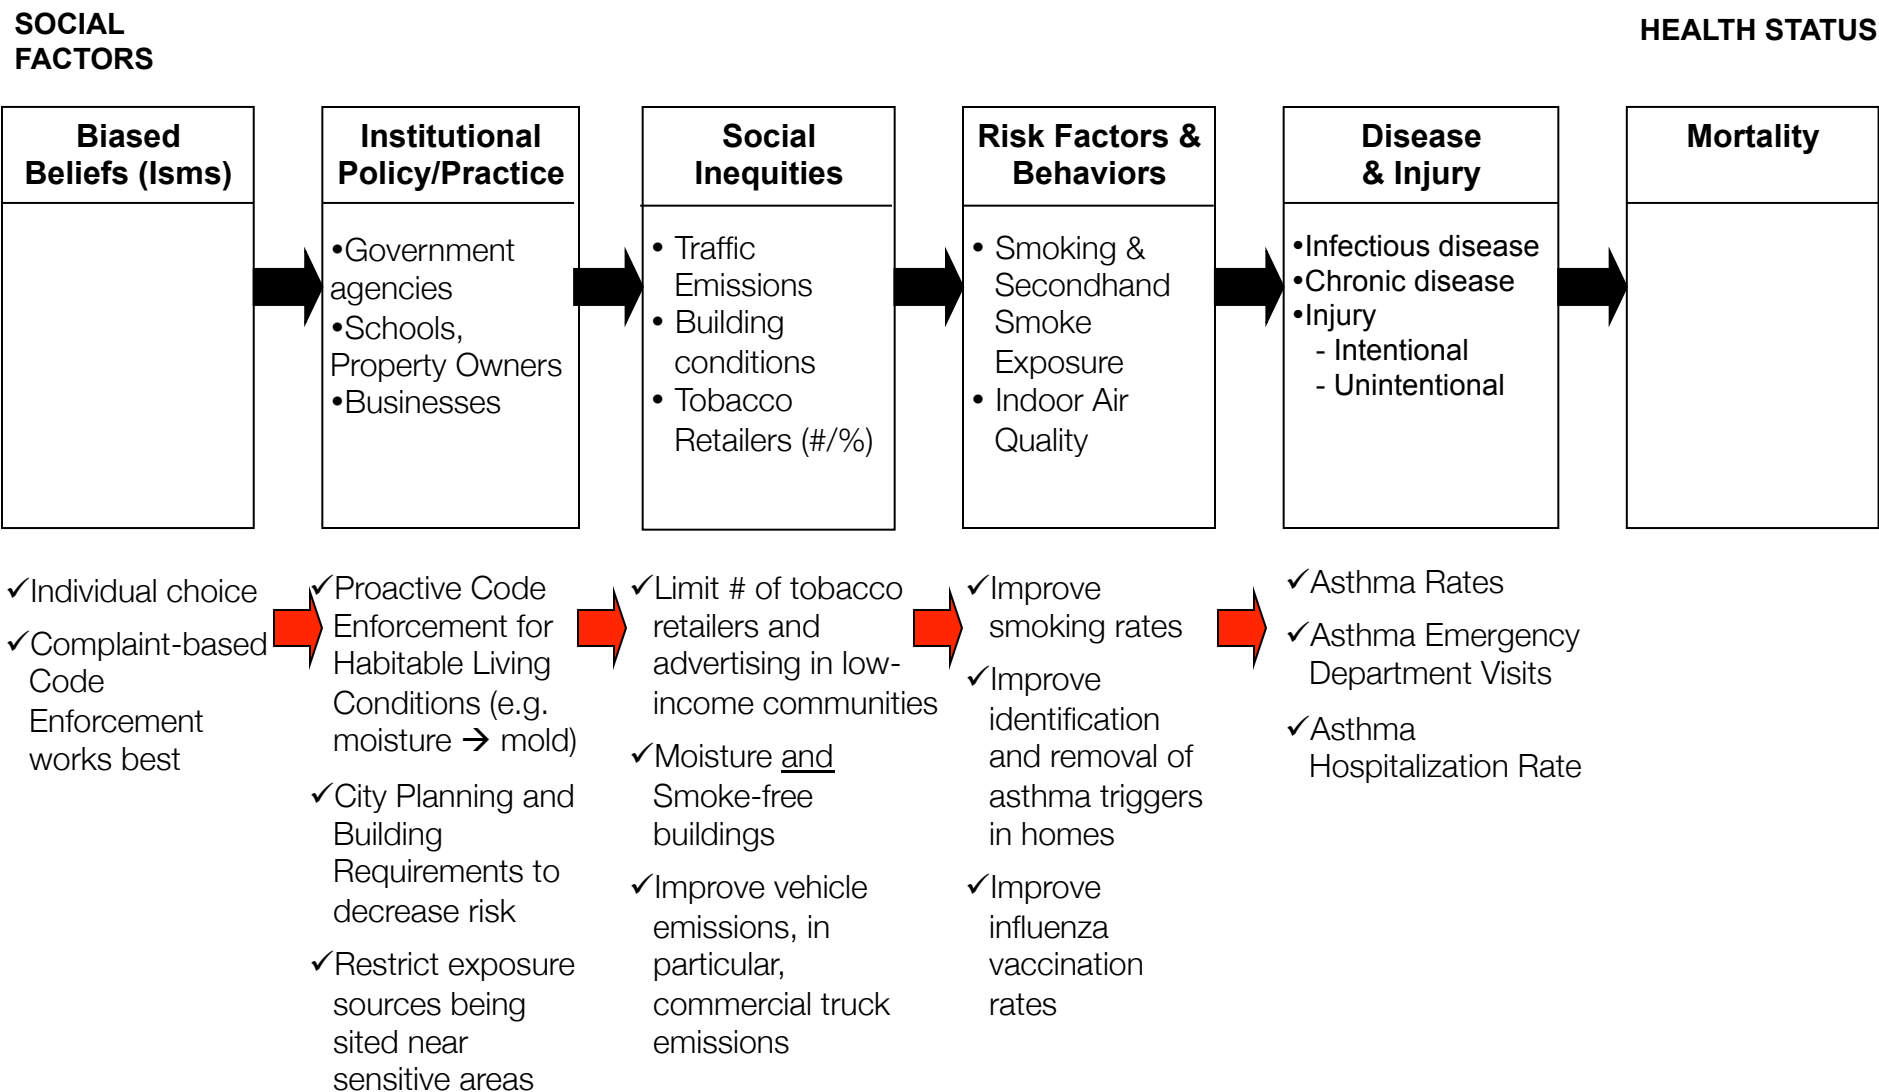 SOCIAL
FACTORS
HEALTH STATUS
Biased
Beliefs (Isms)
Institutional
Policy/Practice
•Government
agencies
•Schools,
Property Owners
•Businesses
Social
Inequities
• Traffic
Emissions
• Building
conditions
• Tobacco
Retailers (#/%)
Risk Factors &
Behaviors
• Smoking &
Secondhand
Smoke
Exposure
• Indoor Air
Quality
Disease
& Injury
•Infectious disease
•Chronic disease
•Injury
- Intentional
- Unintentional
Mortality
✓Individual choice
✓Complaint-based
Code
Enforcement
works best
✓Proactive Code
Enforcement for
Habitable Living
Conditions (e.g.
moisture → mold)
✓City Planning and
Building
Requirements to
decrease risk
✓Restrict exposure
sources being
sited near
sensitive areas
✓Limit # of tobacco
retailers and
advertising in low-
income communities
✓Moisture and
Smoke-free
buildings
✓Improve vehicle
emissions, in
particular,
commercial truck
emissions
✓Improve
smoking rates
✓Improve
identification
and removal of
asthma triggers
in homes
✓Improve
influenza
vaccination
rates
✓Asthma Rates
✓Asthma Emergency
Department Visits
✓Asthma
Hospitalization Rate